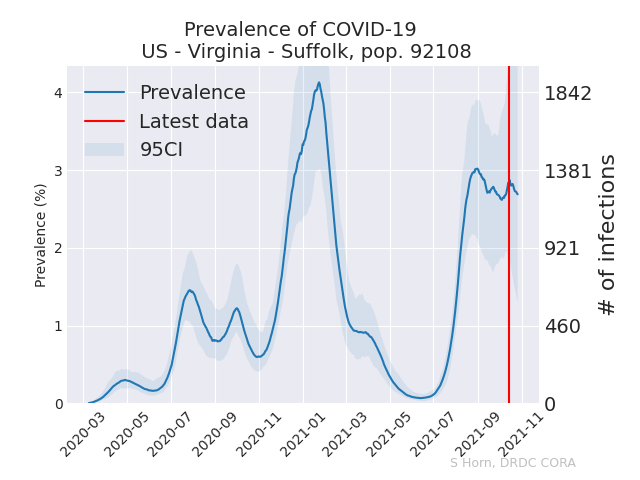 Prevalence of COVID-19
US - Virginia - Suffolk, pop. 92108
Prevalence
Latest data
95CI
Prevalence (%)
4
3
2
1
0
1842
1381
921
460
0
# of infections
2020-03
2020-05
2020-07
2020-09
2020-11
2021-01
2021-03
2021-05
2021-07
2021-09
2021-11
S Horn, DRDC CORA